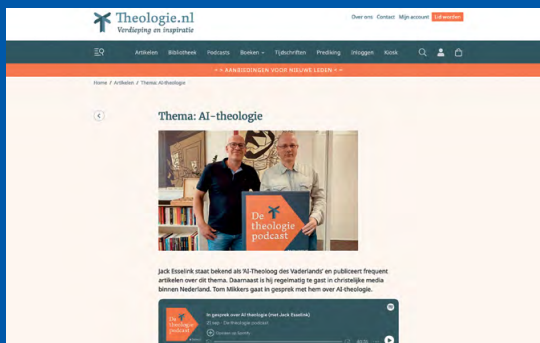 Theologie.nl
Verdieping en inspiratie
Over ons Contact Mijn account Lid worden
Artikelen Bibliotheek Podcasts Boeken Tijdschriften Prediking Inloggen Kiosk
AANBIEDINGEN VOOR NIEUWE LEDEN
Home / Artikelen / Thema: AI-theologie
Thema: AI-theologie
De
theologie
podcast
Jack Esselink staat bekend als 'AI-Theoloog des Vaderlands' en publiceert frequent
artikelen over dit thema. Daarnaast is hij regelmatig te gast in christelijke media
binnen Nederland. Tom Mikkers gaat in gesprek met hem over AI-theologie.
De
theologie
podcast
In gesprek over AI theologie (met Jack Esselink)
De theologie podcast